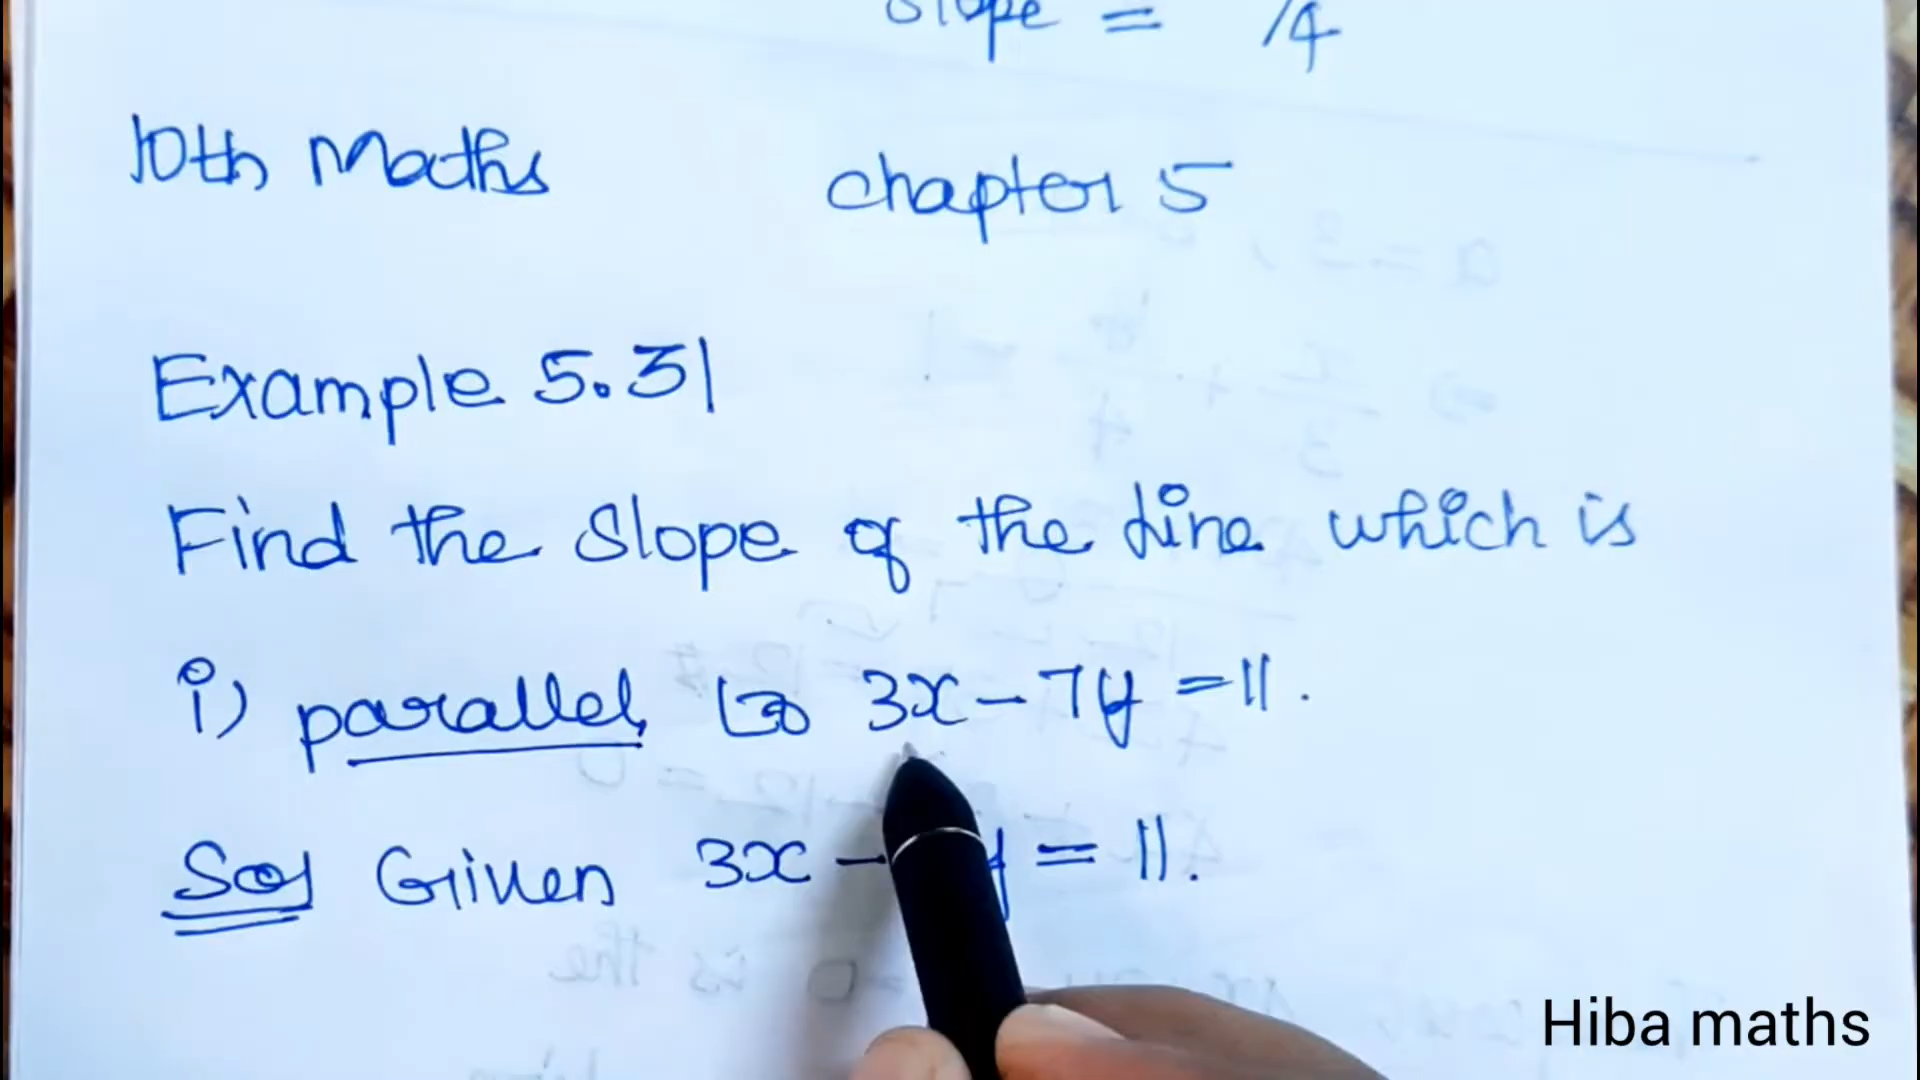 Slope = /4
10th Maths chapter 5
Example 5.31
Find the Slope of the Line which is
i) parallel to 3x - 7y = 11.
Sol Given 3x - y = 11.
Hiba maths